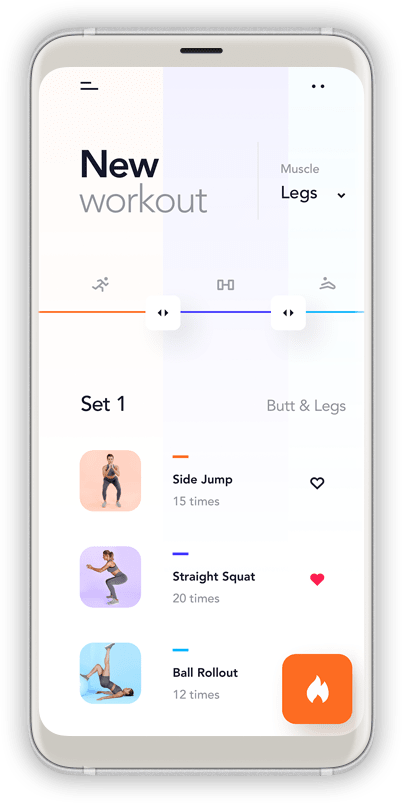 New
workout
Muscle
Legs
Set 1
Butt & Legs
Side Jump
15 times
Straight Squat
20 times
Ball Rollout
12 times